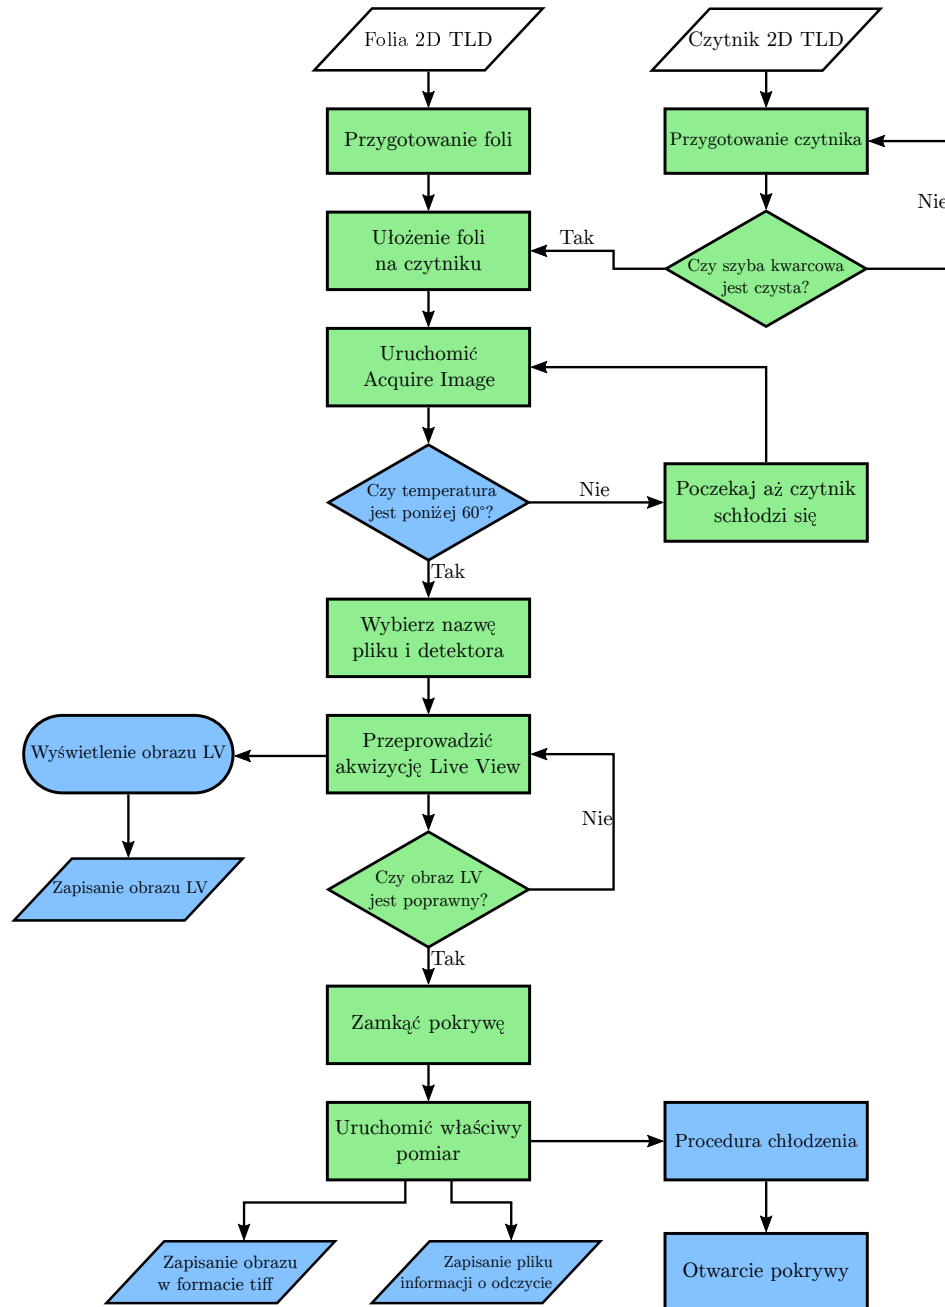 Folia 2D TLD
Czytnik 2D TLD
Przygotowanie foli
Przygotowanie czytnika
Nie
Ułożenie foli
na czytniku
Tak
Czy szyba kwarcowa
jest czysta?
Uruchomić
Acquire Image
Czy temperatura
jest poniżej 60°?
Nie
Poczekaj aż czytnik
schłodzi się
Tak
Wybierz nazwę
pliku i detektora
Wyświetlenie obrazu LV
Przeprowadzić
akwizycję Live View
Nie
Zapisanie obrazu LV
Czy obraz LV
jest poprawny?
Tak
Zamkąć pokrywę
Uruchomić właściwy
pomiar
Procedura chłodzenia
Zapisanie obrazu
w formacie tiff
Zapisanie pliku
informacji o odczycie
Otwarcie pokrywy